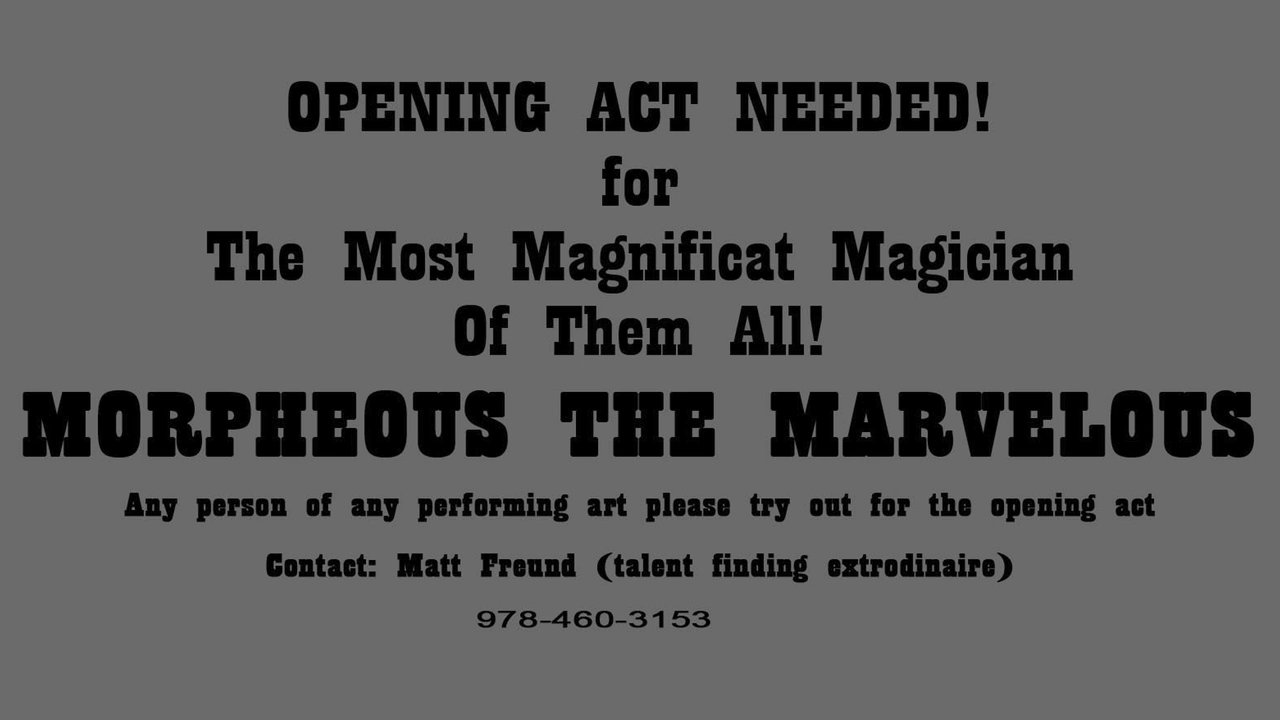 OPENING ACT NEEDED!
for
The Most Magnificat Magician
Of Them All!
MORPHEOUS THE MARVELOUS
Any person of any performing art please try out for the opening act
Contact: Matt Freund (talent finding extrodinaire)
978-460-3153